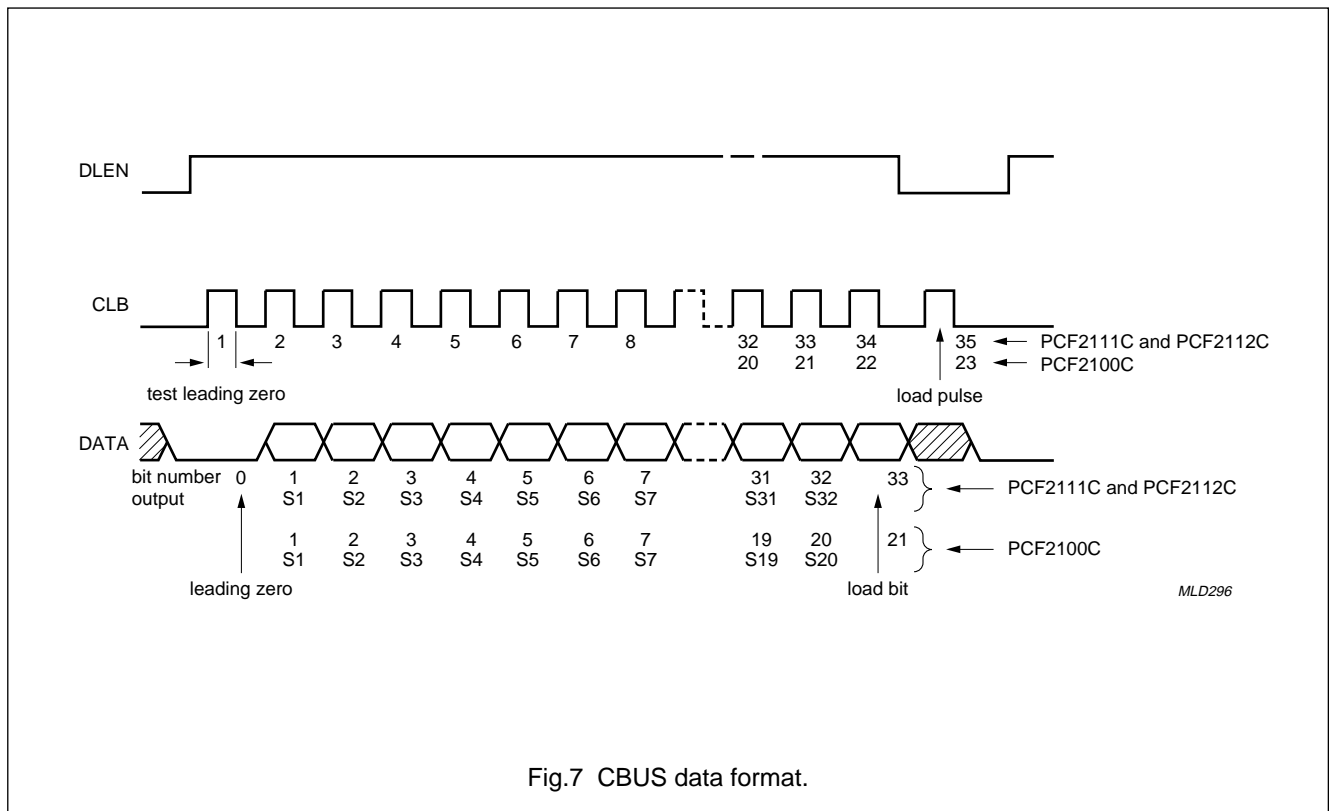 DLEN
CLB
1 2 3 4 5 6 7 8 32 33 34 35 PCF2111C and PCF2112C
20 21 22 23 PCF2100C
test leading zero
load pulse
DATA
bit number 0 1 2 3 4 5 6 7 31 32 33
output S1 S2 S3 S4 S5 S6 S7 S31 S32 PCF2111C and PCF2112C
1 2 3 4 5 6 7 19 20 21
S1 S2 S3 S4 S5 S6 S7 S19 S20 PCF2100C
leading zero load bit MLD296
Fig.7 CBUS data format.